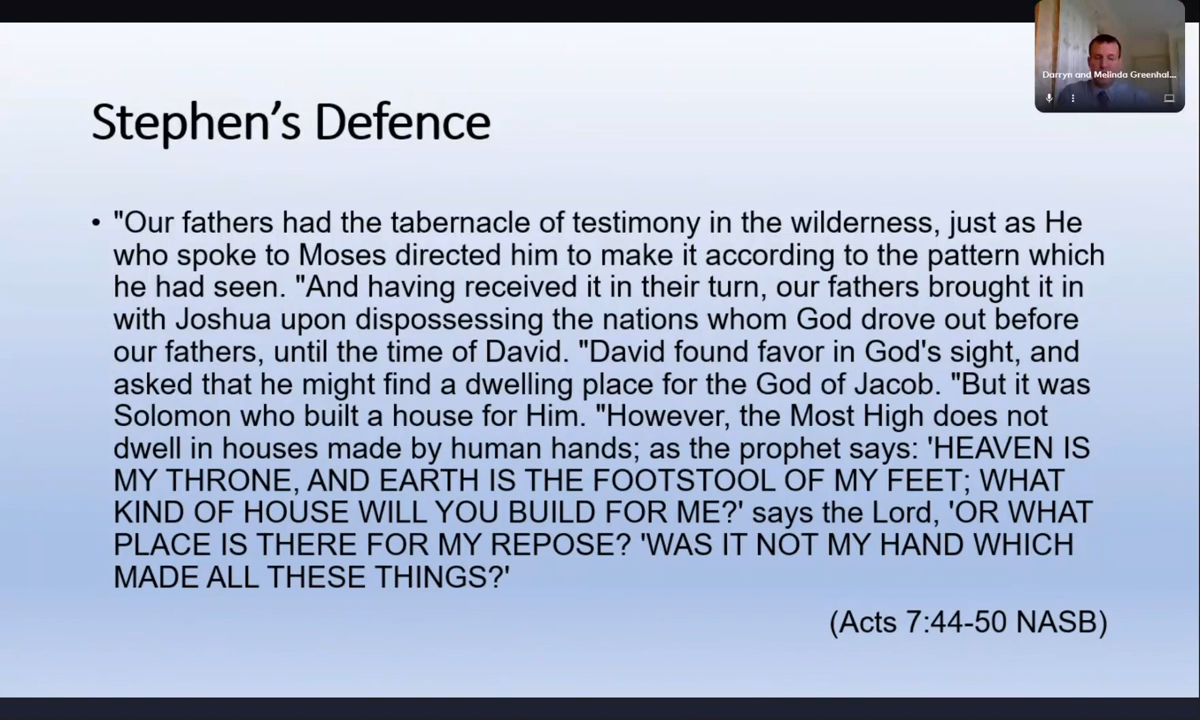 Darryn and Melinda Greenhal...
Stephen's Defence
• "Our fathers had the tabernacle of testimony in the wilderness, just as He
who spoke to Moses directed him to make it according to the pattern which
he had seen. "And having received it in their turn, our fathers brought it in
with Joshua upon dispossessing the nations whom God drove out before
our fathers, until the time of David. "David found favor in God's sight, and
asked that he might find a dwelling place for the God of Jacob. "But it was
Solomon who built a house for Him. "However, the Most High does not
dwell in houses made by human hands; as the prophet says: 'HEAVEN IS
MY THRONE, AND EARTH IS THE FOOTSTOOL OF MY FEET; WHAT
KIND OF HOUSE WILL YOU BUILD FOR ME?' says the Lord, 'OR WHAT
PLACE IS THERE FOR MY REPOSE? 'WAS IT NOT MY HAND WHICH
MADE ALL THESE THINGS?'
(Acts 7:44-50 NASB)